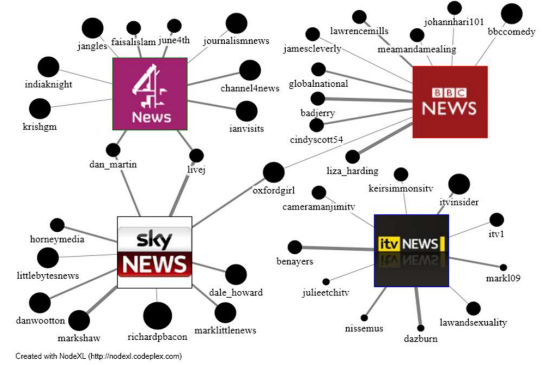 johannhari101
lawrencemills
bbccomedy
june4th
journalismnews
faisalislam
jangles
jamescleverly
meamandamealing
4
News
indiaknight
channel4news
globalnational
BBC
NEWS
badjerry
krishgm
ianvisits
cindyscott54
dan_martin
livej
liza_harding
oxfordgirl
keirsimmonsitv
cameramanjimitv
itvinsider
horneymedia
sky
NEWS
itv NEWS
itv1
benayers
littlebytesnews
markl09
dale_howard
julieetchitv
danwootton
markshaw
richardpbacon
marklittlenews
nissemus
dazburn
lawandsexuality
Created with NodeXL (http://nodexl.codeplex.com)